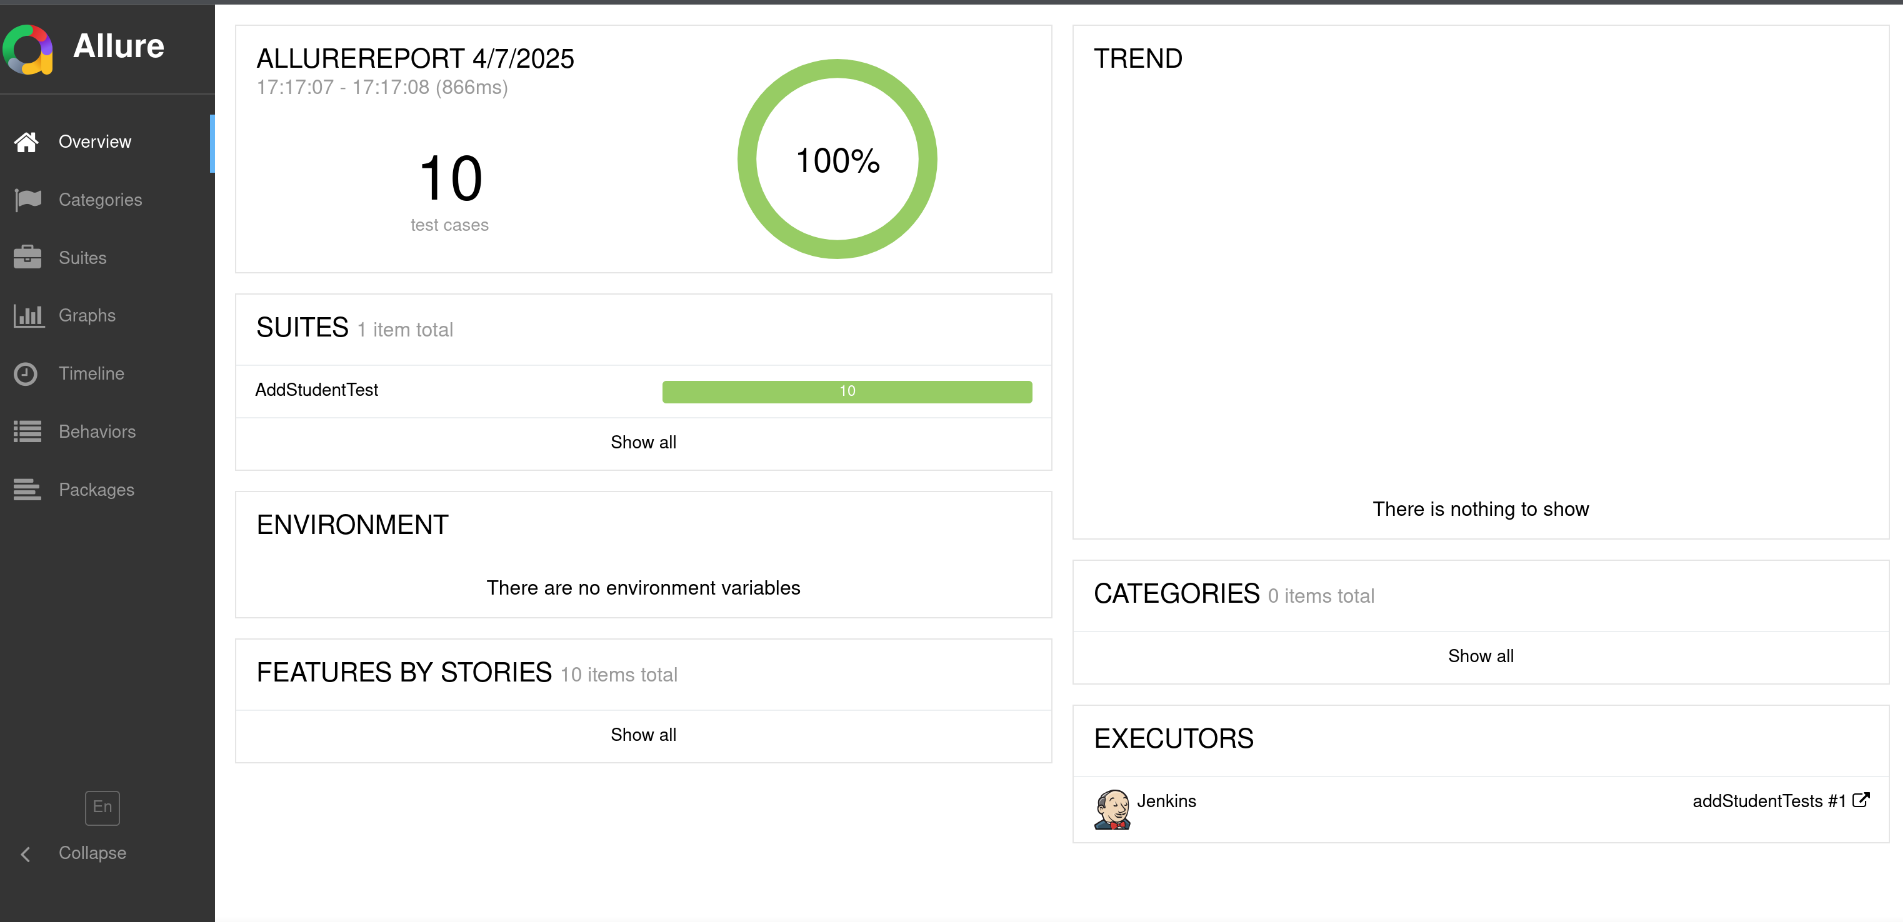 Allure
Overview
Categories
Suites
Graphs
Timeline
Behaviors
Packages
En
Collapse
ALLUREREPORT 4/7/2025
17:17:07 - 17:17:08 (866ms)
10
test cases
100%
SUITES 1 item total
AddStudentTest 10
Show all
ENVIRONMENT
There are no environment variables
FEATURES BY STORIES 10 items total
Show all
TREND
There is nothing to show
CATEGORIES 0 items total
Show all
EXECUTORS
Jenkins addStudentTests #1